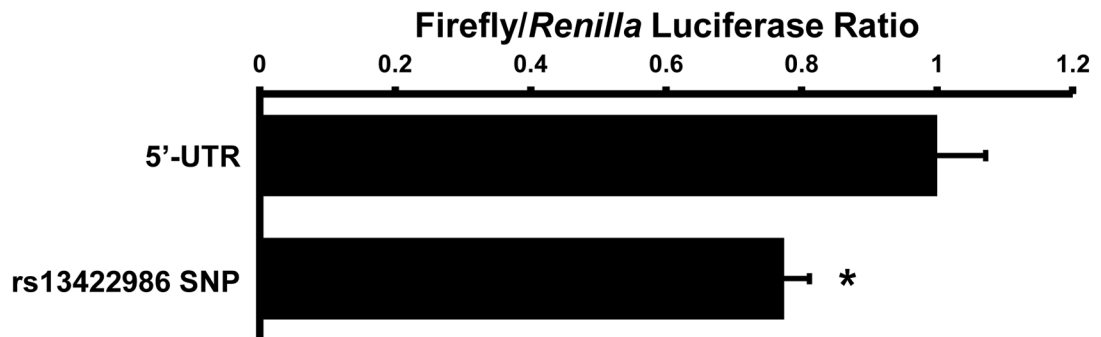 Firefly/Renilla Luciferase Ratio
0 0.2 0.4 0.6 0.8 1 1.2
5’-UTR
rs13422986 SNP *